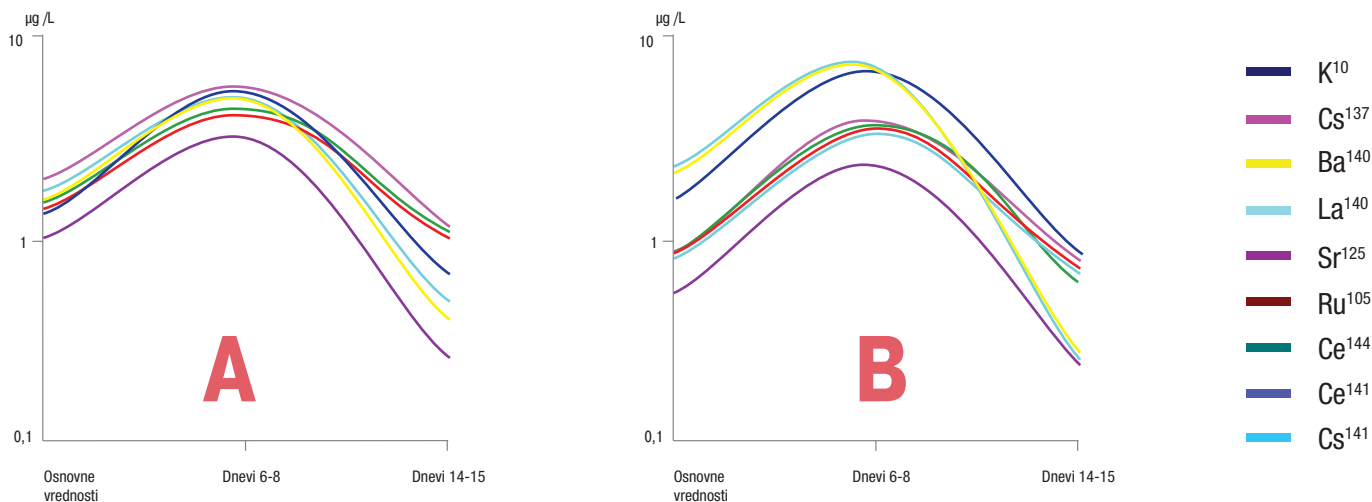 µg /L
10
1
0,1
A
Osnovne
vrednosti
Dnevi 6-8
Dnevi 14-15
µg /L
10
1
0,1
B
Osnovne
vrednosti
Dnevi 6-8
Dnevi 14-15
K¹⁰
Cs¹³⁷
Ba¹⁴⁰
La¹⁴⁰
Sr¹²⁵
Ru¹⁰⁵
Ce¹⁴⁴
Ce¹⁴¹
Cs¹⁴¹